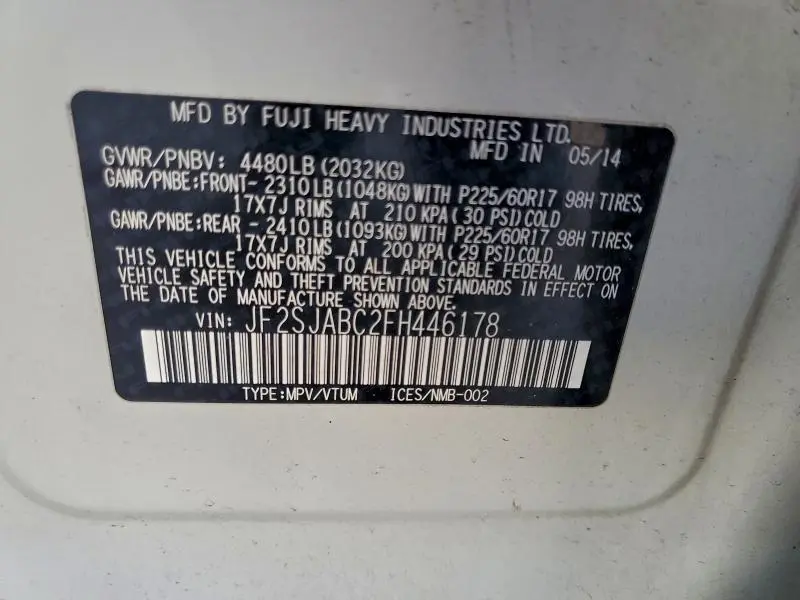 MFD BY FUJI HEAVY INDUSTRIES LTD.
MFD IN 05/14
GVWR/PNBV: 4480LB(2032KG)
GAWR/PNBE:FRONT- 2310LB(1048KG)WITH P225/60R17 98H TIRES,
17X7J RIMS AT 210 KPA(30 PSI)COLD
GAWR/PNBE:REAR - 2410LB(1093KG)WITH P225/60R17 98H TIRES,
17X7J RIMS AT 200 KPA(29 PSI)COLD
THIS VEHICLE CONFORMS TO ALL APPLICABLE FEDERAL MOTOR
VEHICLE SAFETY AND THEFT PREVENTION STANDARDS IN EFFECT ON
THE DATE OF MANUFACTURE SHOWN ABOVE.
VIN: JF2SJABC2FH446178
TYPE:MPV/VTUM ICES/NMB-002